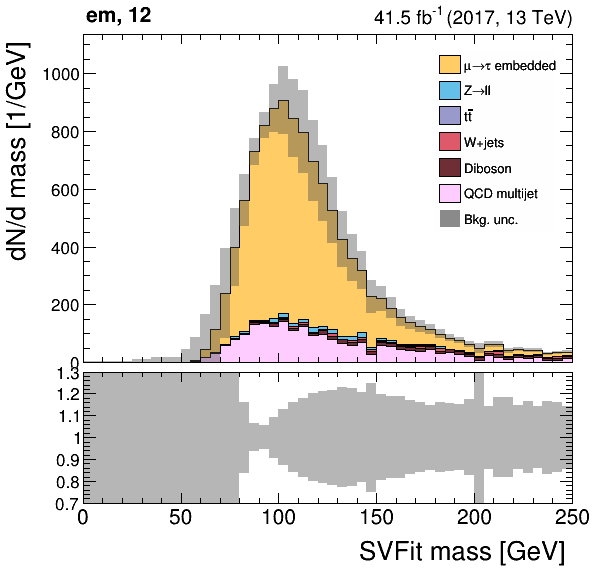 em, 12
41.5 fb⁻¹ (2017, 13 TeV)
dN/d mass [1/GeV]
1000
800
600
400
200
0
μ→τ embedded
Z→ll
tt̄
W+jets
Diboson
QCD multijet
Bkg. unc.
1.3
1.2
1.1
1
0.9
0.8
0.7
0 50 100 150 200 250
SVFit mass [GeV]